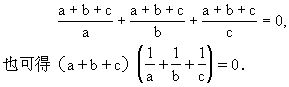 (a+b+c)/a + (a+b+c)/b + (a+b+c)/c = 0,
也可得 (a+b+c) (1/a + 1/b + 1/c) = 0.